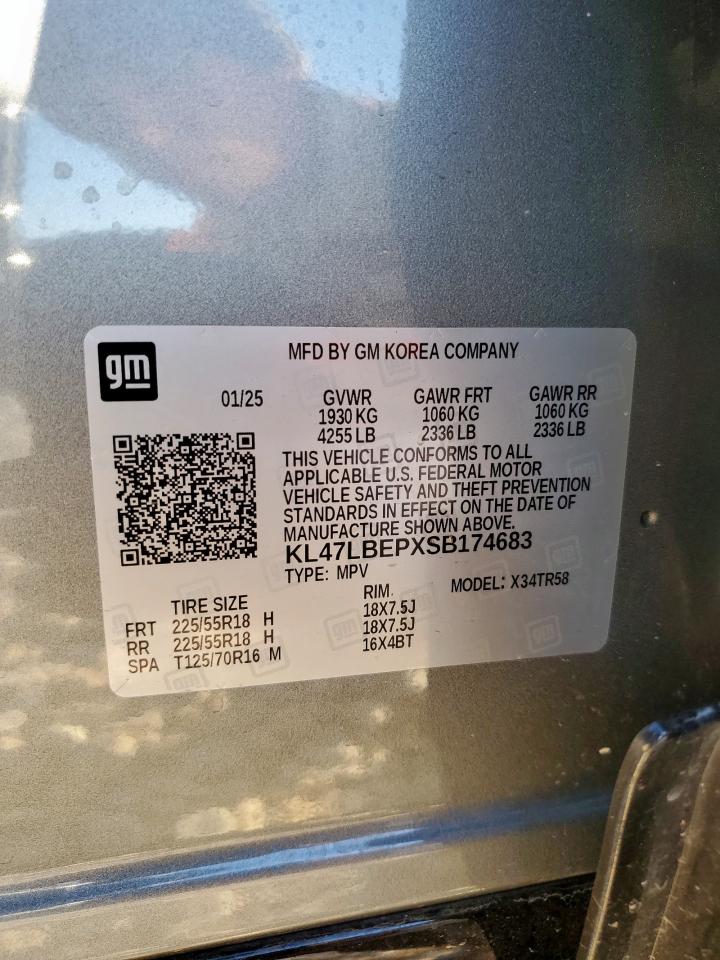 gm
MFD BY GM KOREA COMPANY
01/25
GVWR GAWR FRT GAWR RR
1930 KG 1060 KG 1060 KG
4255 LB 2336 LB 2336 LB
THIS VEHICLE CONFORMS TO ALL
APPLICABLE U.S. FEDERAL MOTOR
VEHICLE SAFETY AND THEFT PREVENTION
STANDARDS IN EFFECT ON THE DATE OF
MANUFACTURE SHOWN ABOVE.
KL47LBEPXSB174683
TYPE: MPV MODEL: X34TR58
TIRE SIZE RIM
FRT 225/55R18 H 18X7.5J
RR 225/55R18 H 18X7.5J
SPA T125/70R16 M 16X4BT